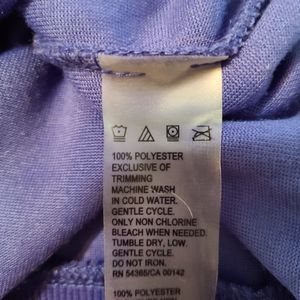 100% POLYESTER
EXCLUSIVE OF
TRIMMING
MACHINE WASH
IN COLD WATER.
GENTLE CYCLE.
ONLY NON CHLORINE
BLEACH WHEN NEEDED.
TUMBLE DRY, LOW.
GENTLE CYCLE.
DO NOT IRON.
RN 54365/CA 00142
100% POLYESTER